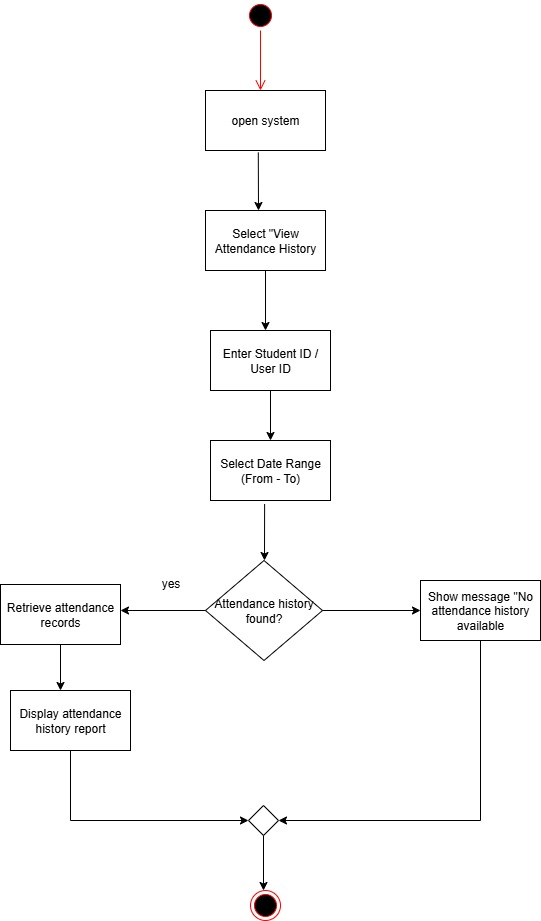 open system
Select "View
Attendance History
Enter Student ID /
User ID
Select Date Range
(From - To)
yes
Attendance history
found?
Retrieve attendance
records
Show message "No
attendance history
available
Display attendance
history report